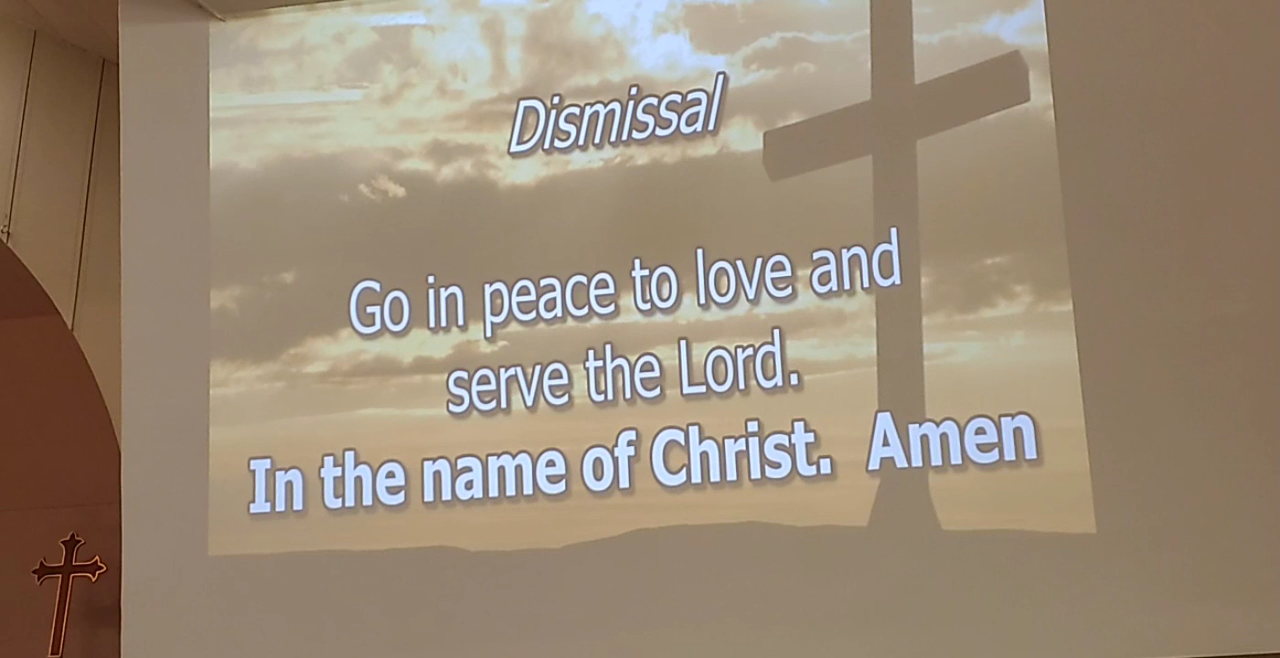 Dismissal
Go in peace to love and
serve the Lord.
In the name of Christ.  Amen